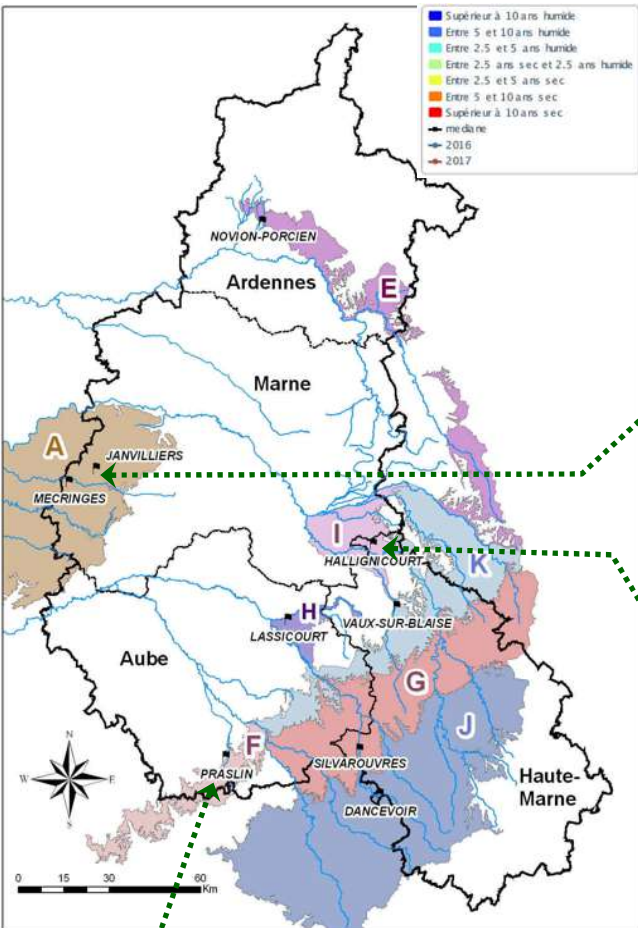 Supérieur à 10 ans humide
Entre 5 et 10 ans humide
Entre 2.5 et 5 ans humide
Entre 2.5 ans sec et 2.5 ans humide
Entre 2.5 et 5 ans sec
Entre 5 et 10 ans sec
Supérieur à 10 ans sec
mediane
2016
2017
NOVION-PORCIEN
Ardennes
E
Marne
A
JANVILLIERS
MECRINGES
I
HALLIGNICOURT
K
H
LASSICOURT
VAUX-SUR-BLAISE
Aube
G
F
J
PRASLIN
SILVAROUVRES
Haute-
Marne
DANCEVOIR
N
W
E
S
0 15 30 60
Km